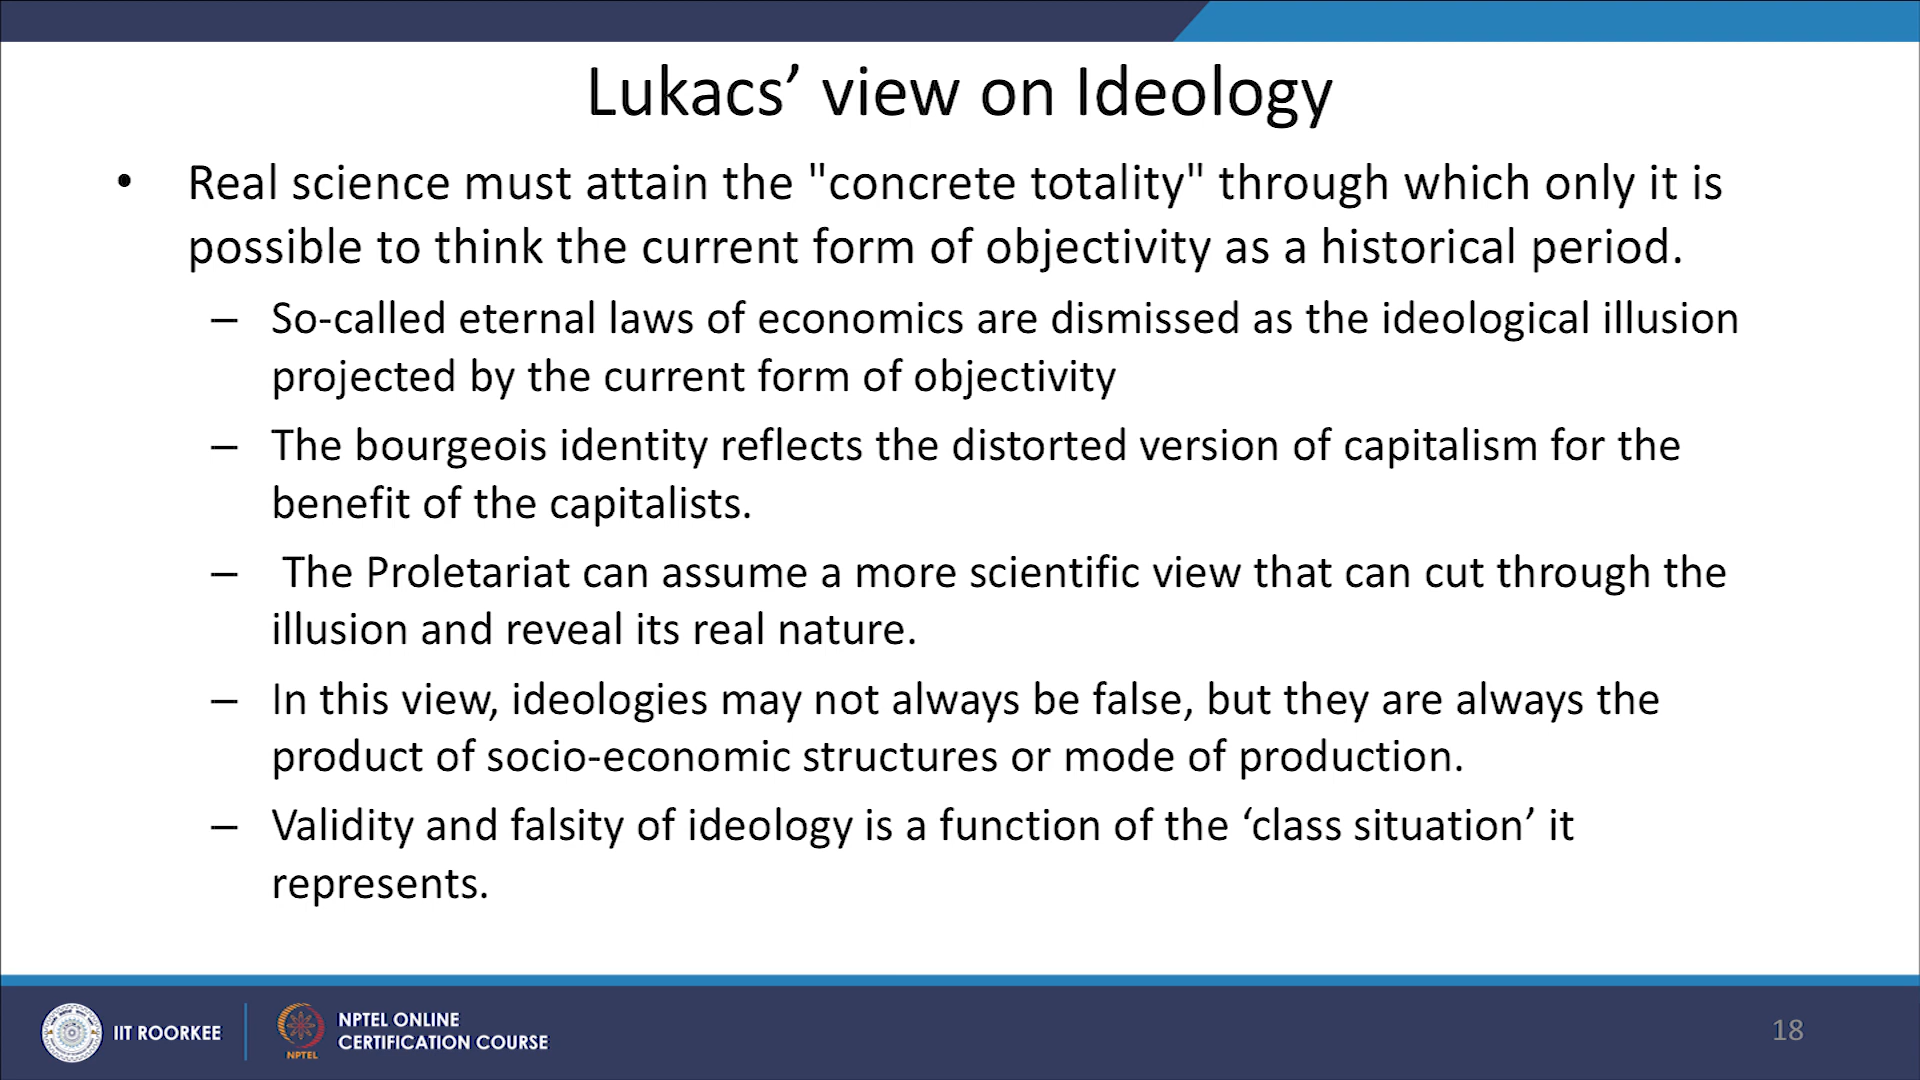 Lukacs’ view on Ideology
• Real science must attain the "concrete totality" through which only it is
possible to think the current form of objectivity as a historical period.
– So-called eternal laws of economics are dismissed as the ideological illusion
projected by the current form of objectivity
– The bourgeois identity reflects the distorted version of capitalism for the
benefit of the capitalists.
– The Proletariat can assume a more scientific view that can cut through the
illusion and reveal its real nature.
– In this view, ideologies may not always be false, but they are always the
product of socio-economic structures or mode of production.
– Validity and falsity of ideology is a function of the ‘class situation’ it
represents.
IIT ROORKEE
NPTEL
NPTEL ONLINE
CERTIFICATION COURSE
18